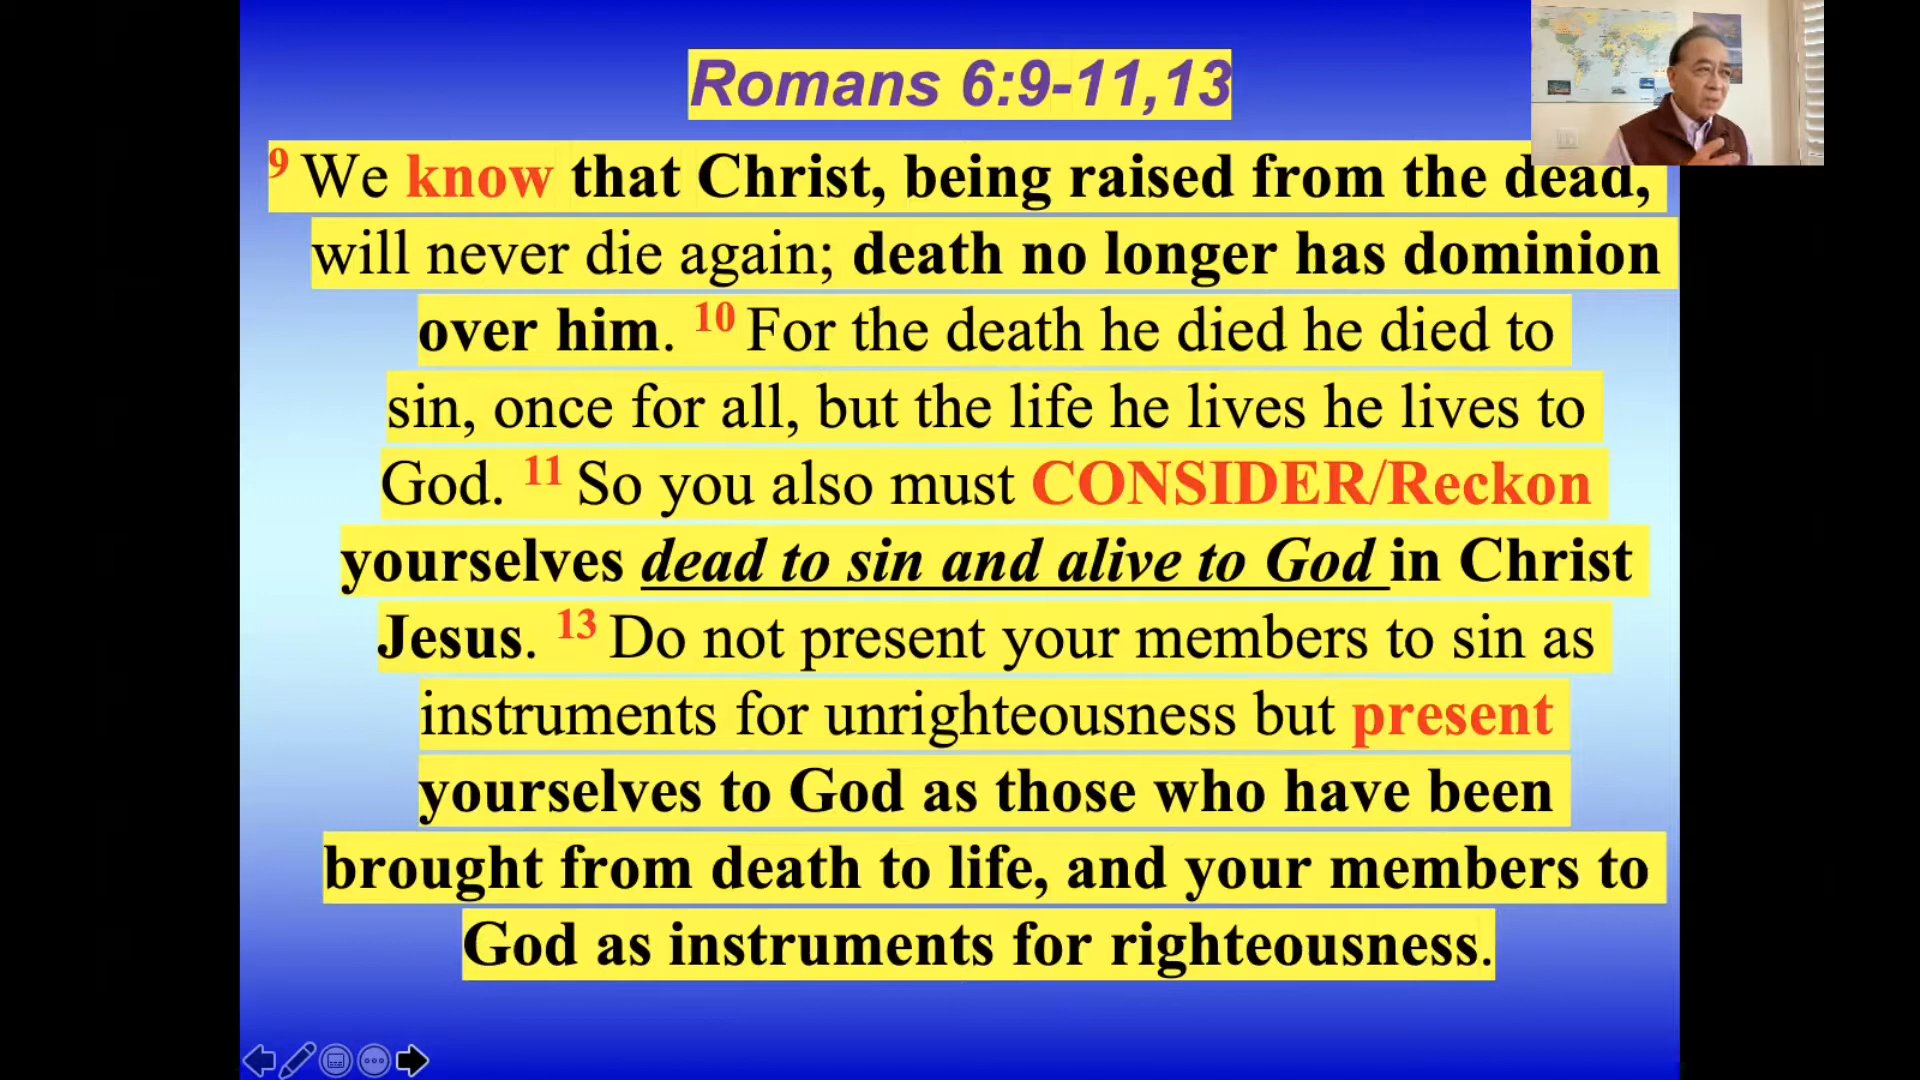 Romans 6:9-11,13
9 We know that Christ, being raised from the dead,
will never die again; death no longer has dominion
over him. 10 For the death he died he died to
sin, once for all, but the life he lives he lives to
God. 11 So you also must CONSIDER/Reckon
yourselves dead to sin and alive to God in Christ
Jesus. 13 Do not present your members to sin as
instruments for unrighteousness but present
yourselves to God as those who have been
brought from death to life, and your members to
God as instruments for righteousness.